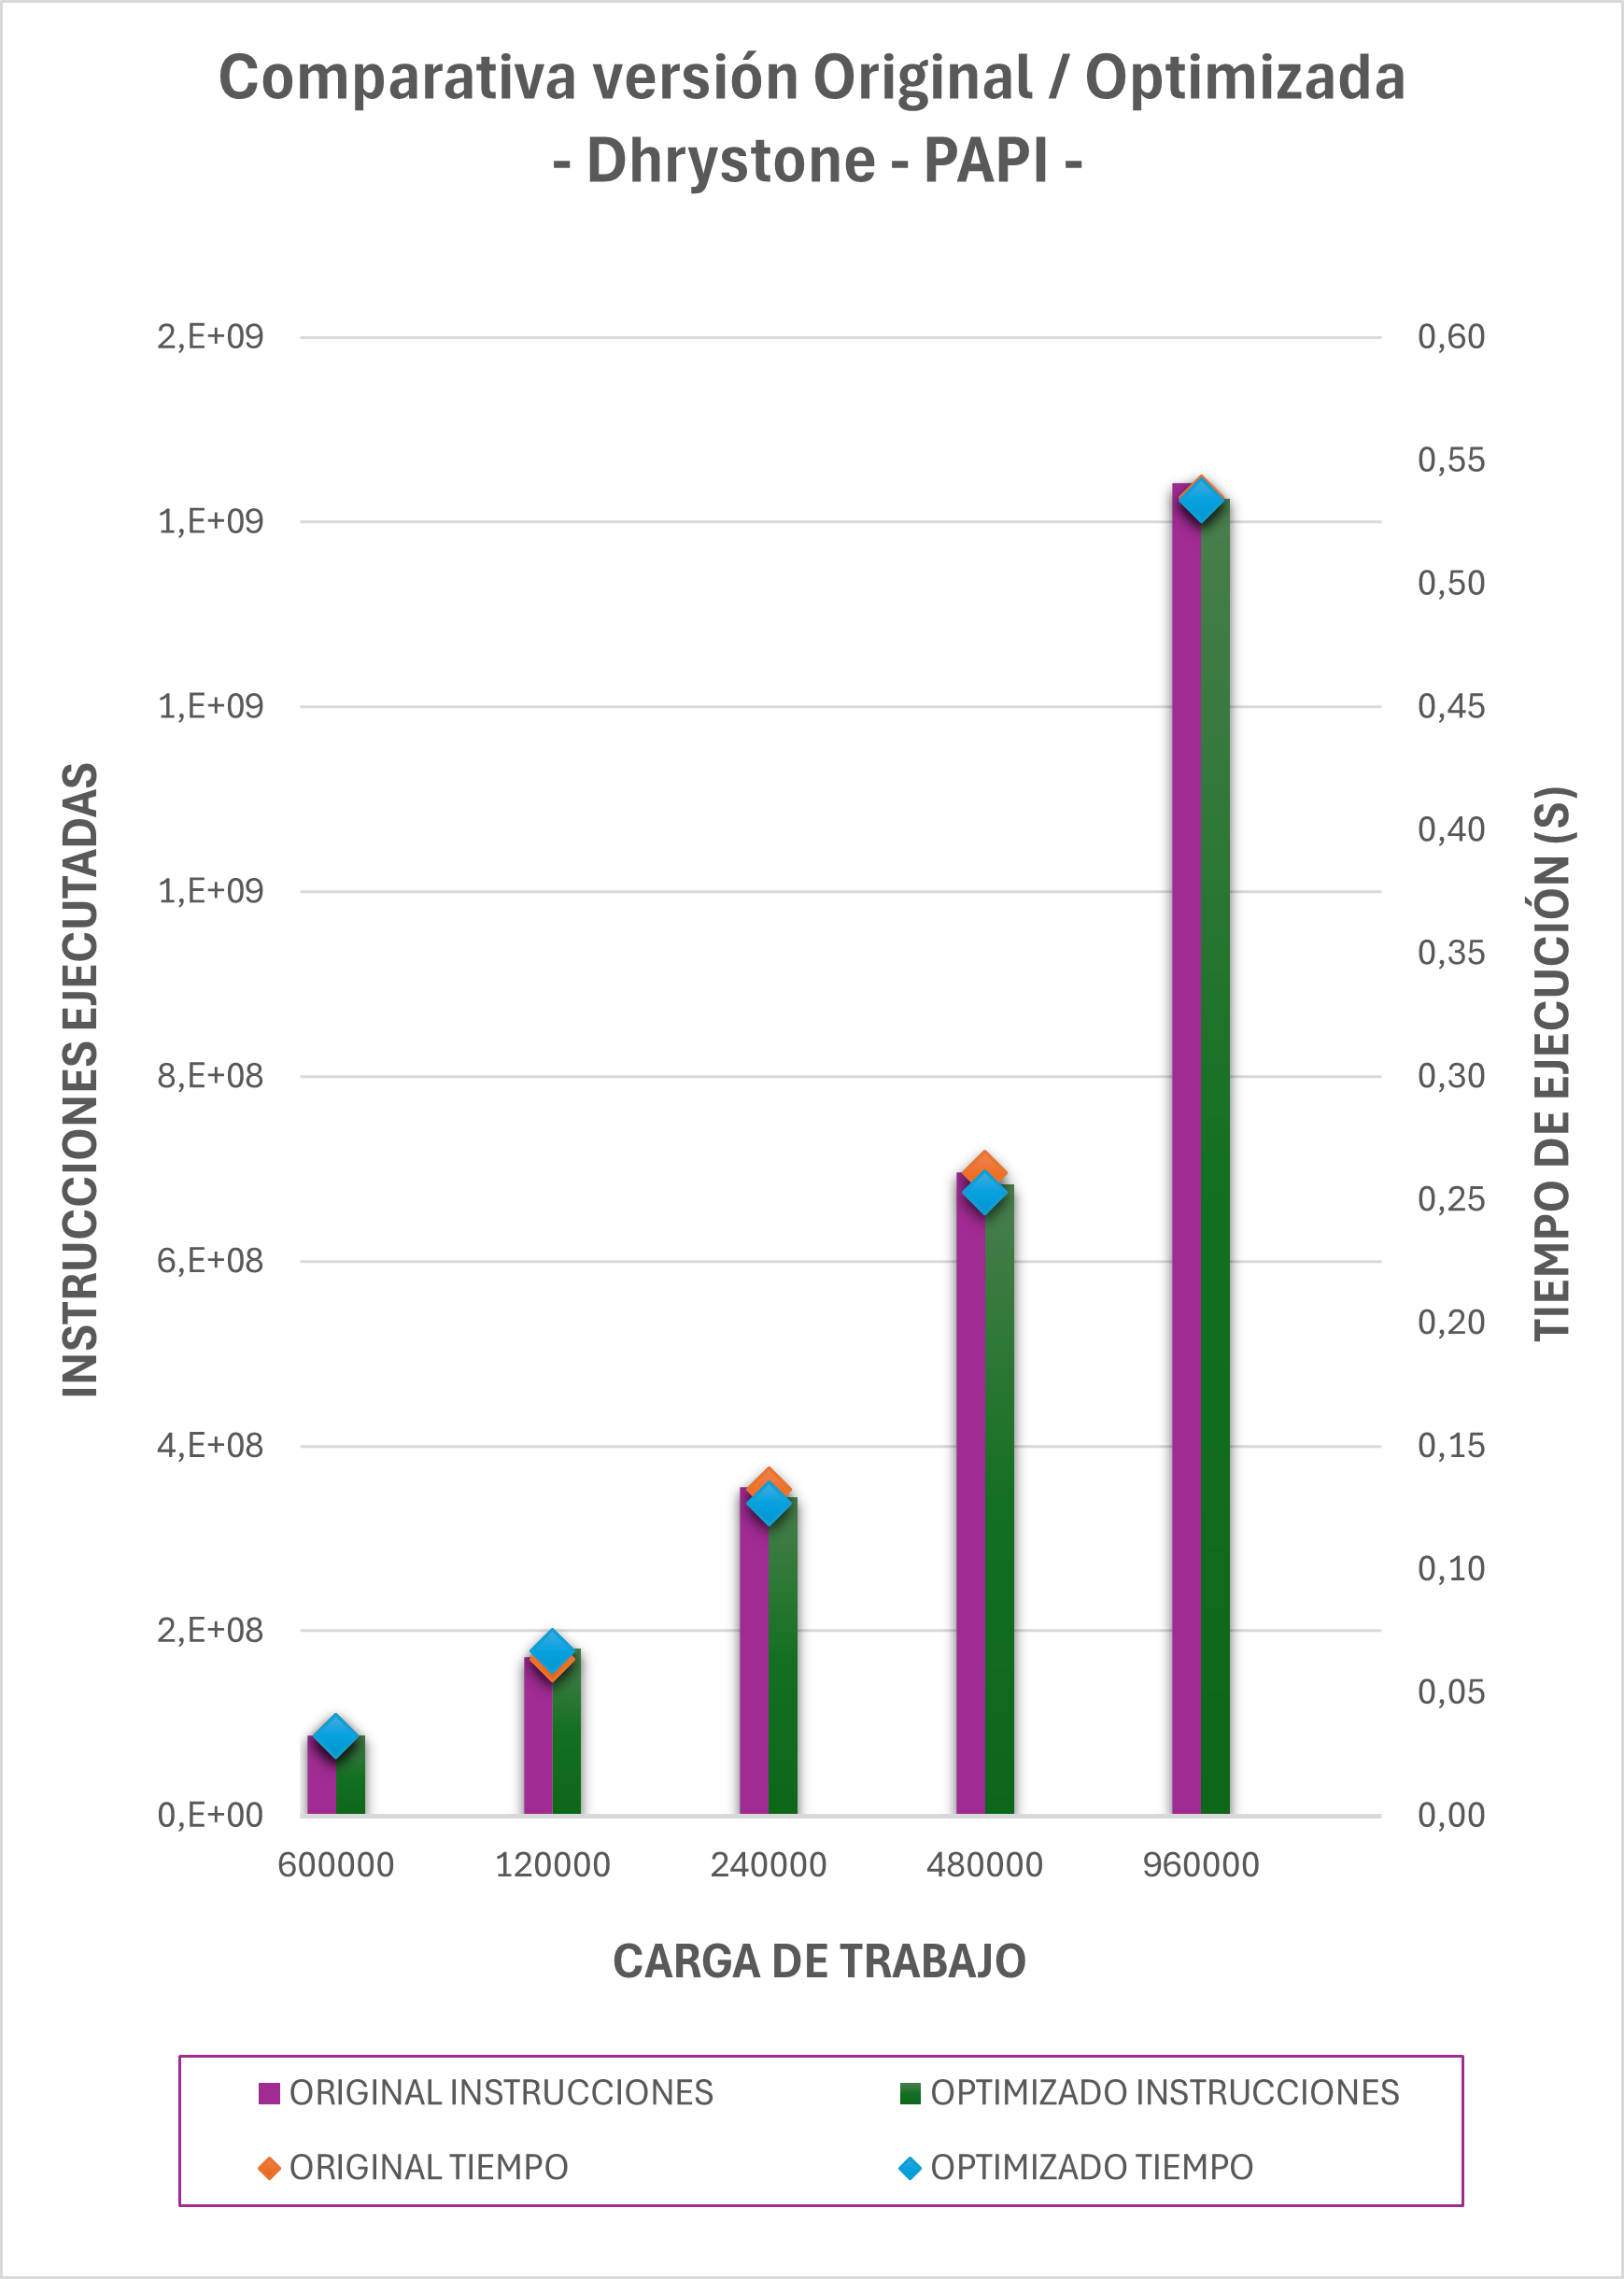 Comparativa versión Original / Optimizada
- Dhrystone - PAPI -
2,E+09
1,E+09
1,E+09
1,E+09
8,E+08
6,E+08
4,E+08
2,E+08
0,E+00
INSTRUCCIONES EJECUTADAS
0,60
0,55
0,50
0,45
0,40
0,35
0,30
0,25
0,20
0,15
0,10
0,05
0,00
TIEMPO DE EJECUCIÓN (S)
600000 120000 240000 480000 960000
CARGA DE TRABAJO
ORIGINAL INSTRUCCIONES OPTIMIZADO INSTRUCCIONES
ORIGINAL TIEMPO OPTIMIZADO TIEMPO